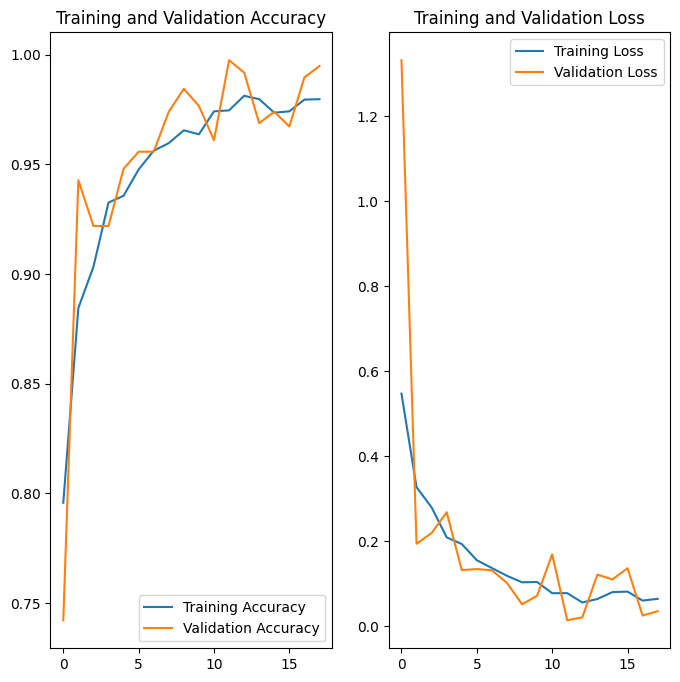 Training and Validation Accuracy
1.00
0.95
0.90
0.85
0.80
0.75
0 5 10 15
Training Accuracy
Validation Accuracy
Training and Validation Loss
Training Loss
Validation Loss
1.2
1.0
0.8
0.6
0.4
0.2
0.0
0 5 10 15